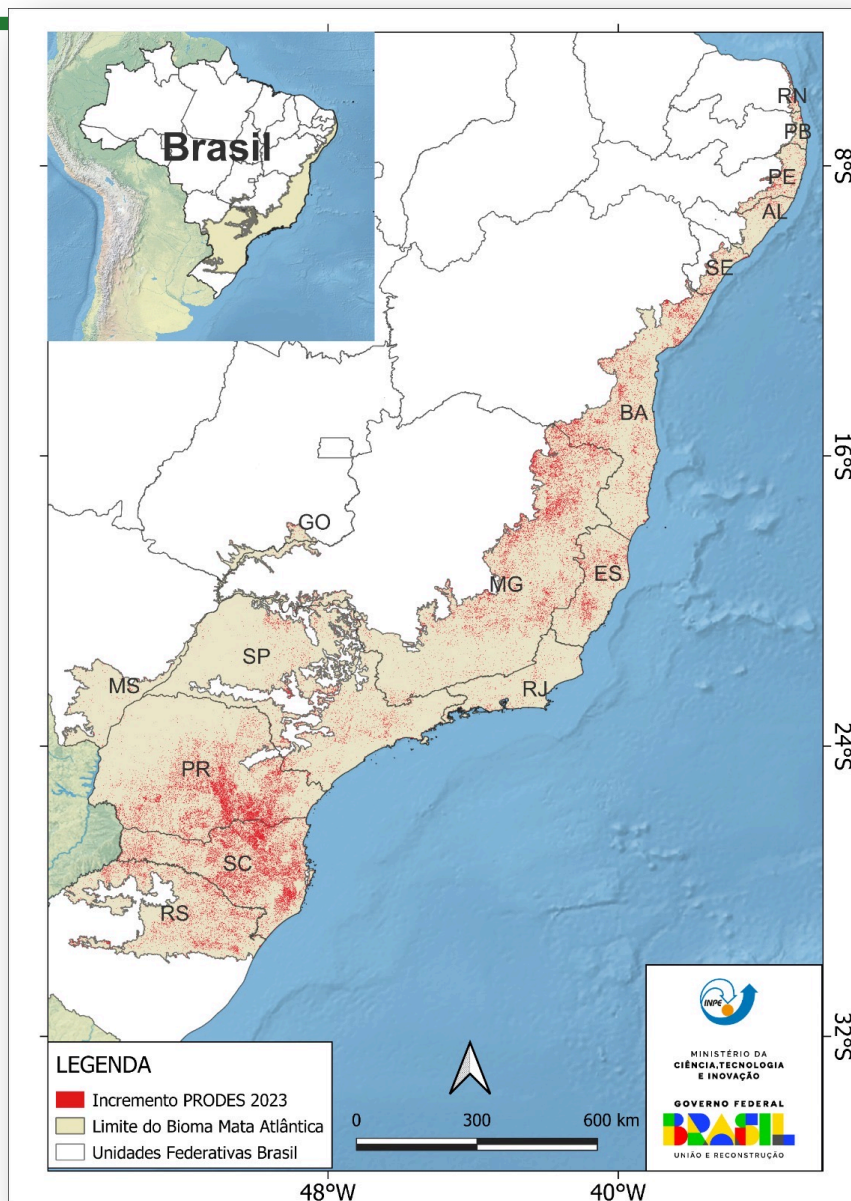 Brasil
RN
PB
8°S
PE
AL
SE
BA
16°S
GO
ES
MG
SP
MS
RJ
24°S
PR
SC
RS
INPE
32°S
MINISTÉRIO DA
CIÊNCIA, TECNOLOGIA
E INOVAÇÃO
GOVERNO FEDERAL
BRASIL
UNIÃO E RECONSTRUÇÃO
LEGENDA
Incremento PRODES 2023
Limite do Bioma Mata Atlântica
Unidades Federativas Brasil
0 300 600 km
48°W 40°W